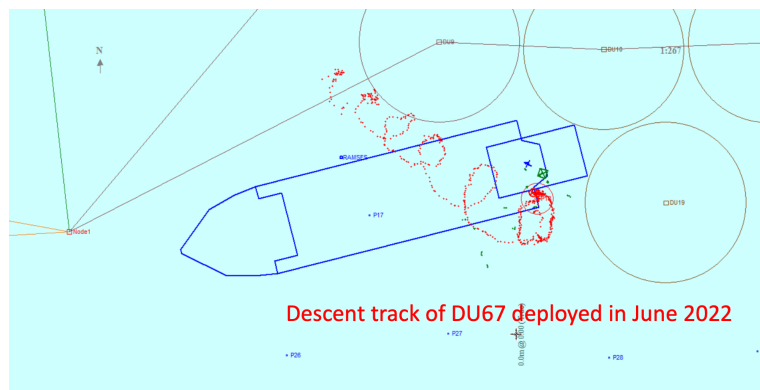 N
DU9
DU10
1:267
RAMSES
P17
DU19
Node1
Descent track of DU67 deployed in June 2022
P27
P26
P28